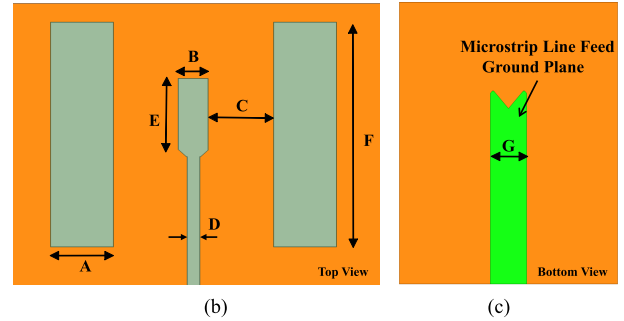 B
C
E
F
D
A
Top View
(b)
Microstrip Line Feed
Ground Plane
G
Bottom View
(c)